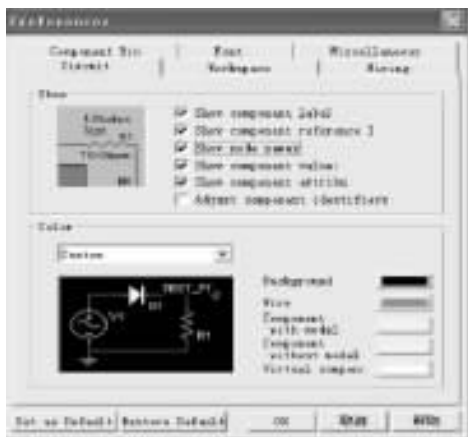 Preferences
Component Bin Font Miscellaneous
Circuit Workspace Wiring
Show
Show component label
Show component reference I
Show node names
Show component value:
Show component attribu
Adjust component identifiers
Color
Custom
Background
Wire
Component
with model
Component
without model
Virtual compon:
Set as Default Restore Default OK